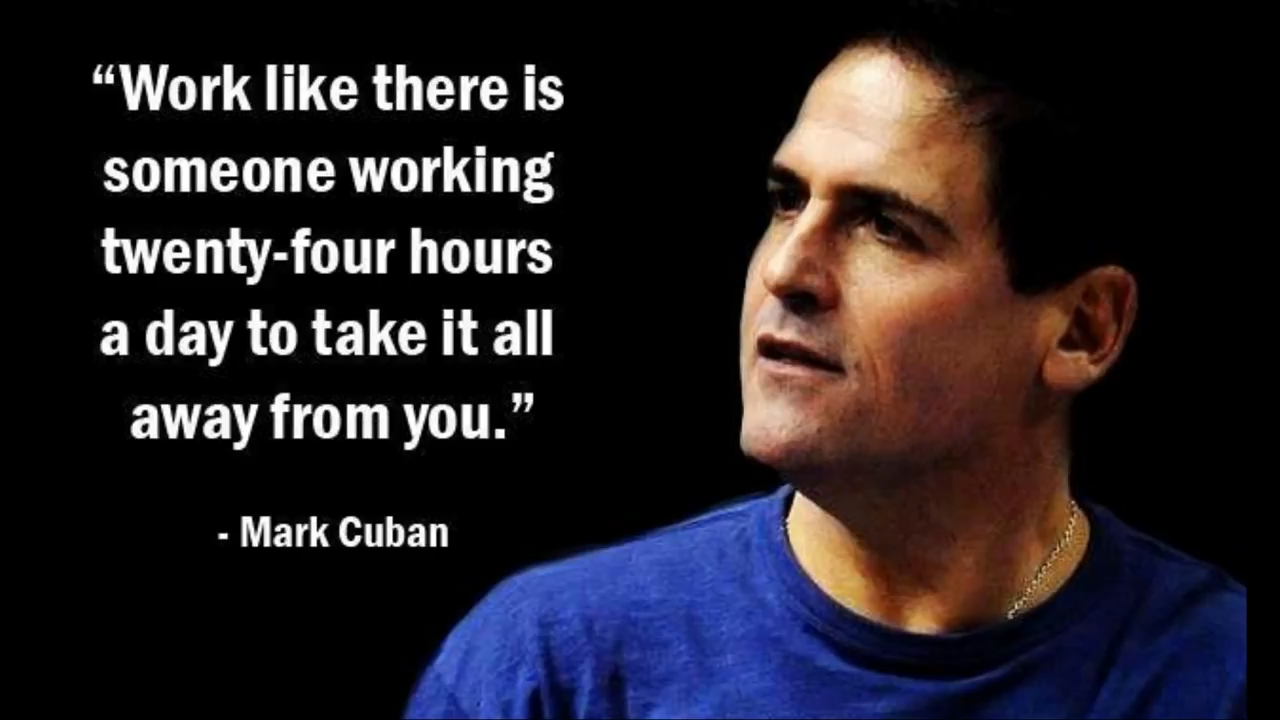 “Work like there is
someone working
twenty-four hours
a day to take it all
away from you.”
- Mark Cuban